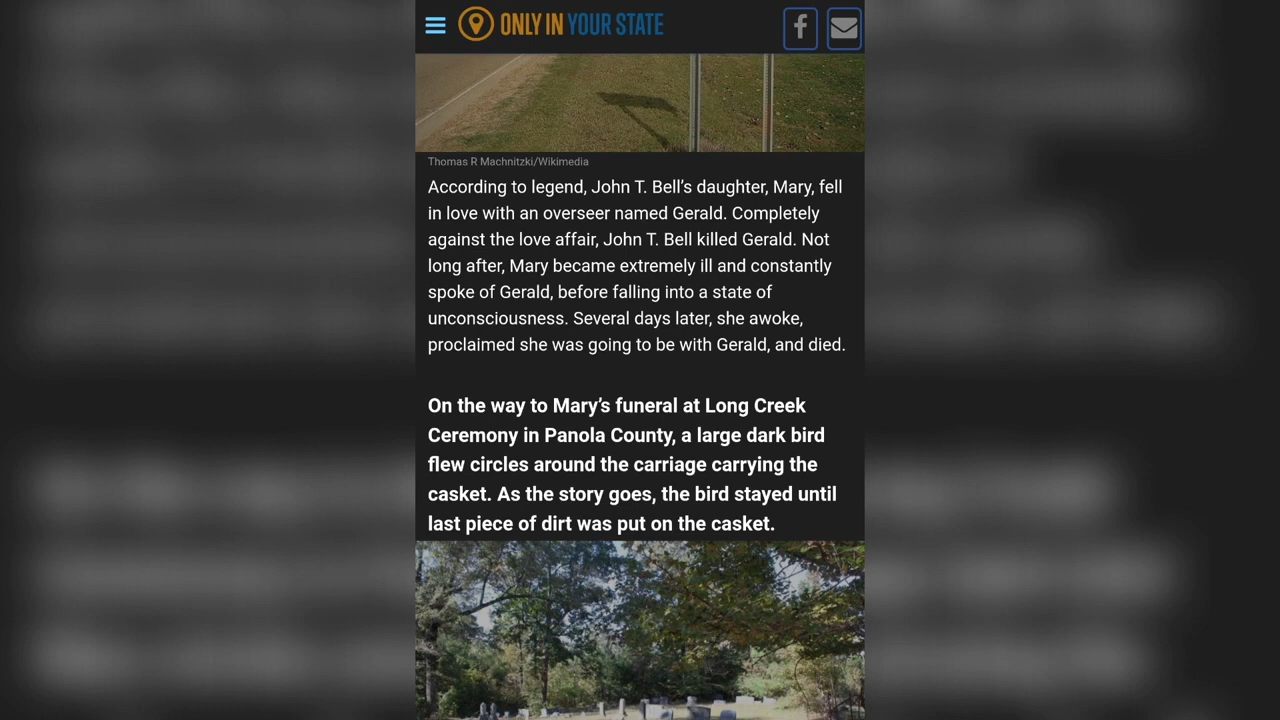 ONLY IN YOUR STATE
Thomas R Machnitzki/Wikimedia
According to legend, John T. Bell’s daughter, Mary, fell
in love with an overseer named Gerald. Completely
against the love affair, John T. Bell killed Gerald. Not
long after, Mary became extremely ill and constantly
spoke of Gerald, before falling into a state of
unconsciousness. Several days later, she awoke,
proclaimed she was going to be with Gerald, and died.
On the way to Mary’s funeral at Long Creek
Ceremony in Panola County, a large dark bird
flew circles around the carriage carrying the
casket. As the story goes, the bird stayed until
last piece of dirt was put on the casket.